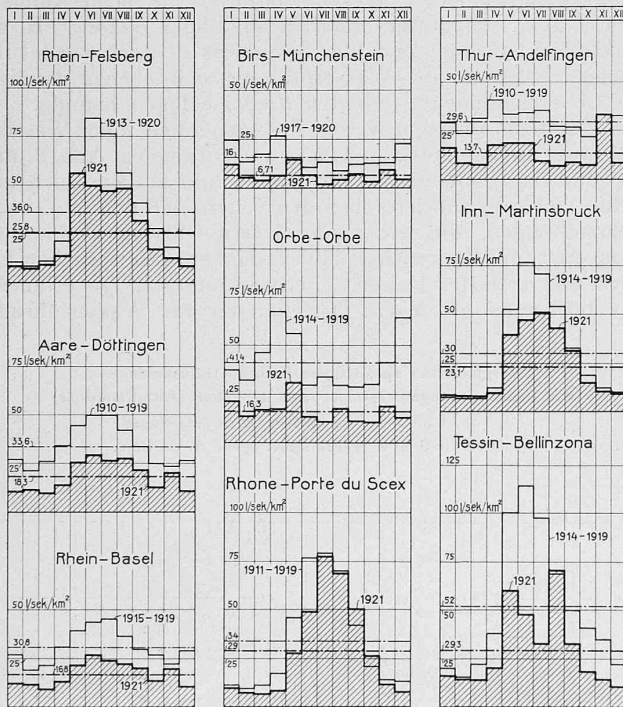 I II III IV V VI VII VIII IX X XI XII
Rhein–Felsberg
100 l/sek/km²
1913–1920
75
1921
50
36,0
25,8
25
Aare–Döttingen
75 l/sek/km²
1910–1919
50
33,6
25
18,3
1921
Rhein–Basel
50 l/sek/km²
1915–1919
30,8
25
16,8
1921
I II III IV V VI VII VIII IX X XI XII
Birs–Münchenstein
50 l/sek/km²
25
1917–1920
16
6,71
1921
Orbe–Orbe
75 l/sek/km²
1914–1919
50
41,4
1921
25
16,3
Rhone–Porte du Scex
100 l/sek/km²
75
1911–1919
50
1921
34
29
25
I II III IV V VI VII VIII IX X XI XII
Thur–Andelfingen
50 l/sek/km²
1910–1919
29,6
25
13,7
1921
Inn–Martinsbruck
75 l/sek/km²
1914–1919
50
1921
30
25
23,1
Tessin–Bellinzona
125
100 l/sek/km²
1914–1919
75
1921
52
50
29,3
25